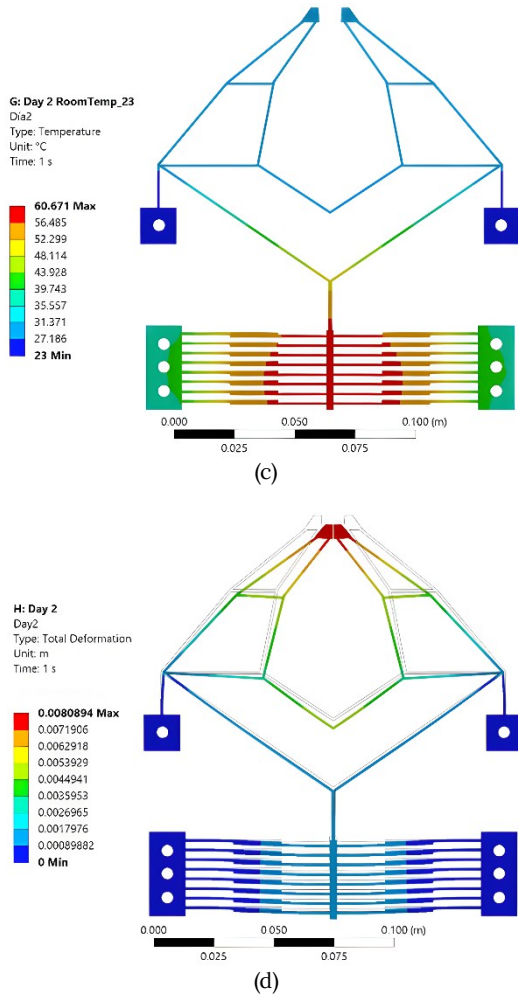 G: Day 2 RoomTemp_23
Día2
Type: Temperature
Unit: °C
Time: 1 s
60.671 Max
56.485
52.299
48.114
43.928
39.743
35.557
31.371
27.186
23 Min
0.000 0.050 0.100 (m)
0.025 0.075
(c)
H: Day 2
Day2
Type: Total Deformation
Unit: m
Time: 1 s
0.0080894 Max
0.0071906
0.0062918
0.0053929
0.0044941
0.0035953
0.0026965
0.0017976
0.00089882
0 Min
0.000 0.050 0.100 (m)
0.025 0.075
(d)